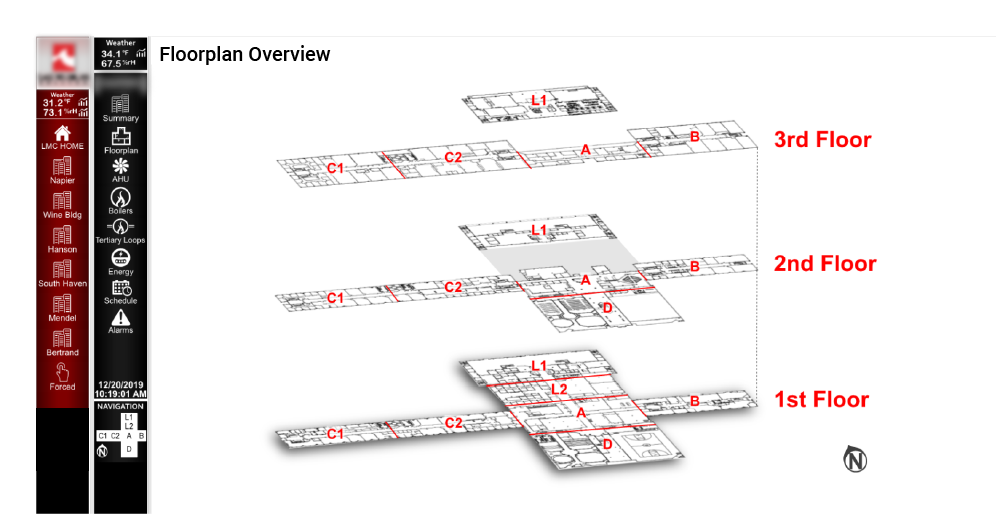 Weather
31.2°F
73.1%rH
LMC HOME
Napier
Wine Bldg
Hanson
South Haven
Mendel
Bertrand
Forced
Weather
34.1°F
67.5%rH
Summary
Floorplan
AHU
Boilers
Tertiary Loops
Energy
Schedule
Alarms
12/20/2019
10:19:01 AM
NAVIGATION
L1
L2
C1 C2 A B
D
N
Floorplan Overview
L1
C1 C2 A B
3rd Floor
L1
C1 C2 A B
D
2nd Floor
L1
L2
C1 C2 A B
D
1st Floor
N